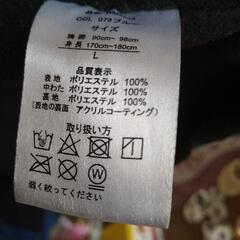 COL 073 ブルー
サイズ
胸囲 90cm~ 98cm
身長 170cm~180cm
L
品質表示
表地 ポリエステル 100%
中わた ポリエステル 100%
裏地 ポリエステル 100%
(表地の裏面 アクリルコーティング)
取り扱い方
弱く絞ってください